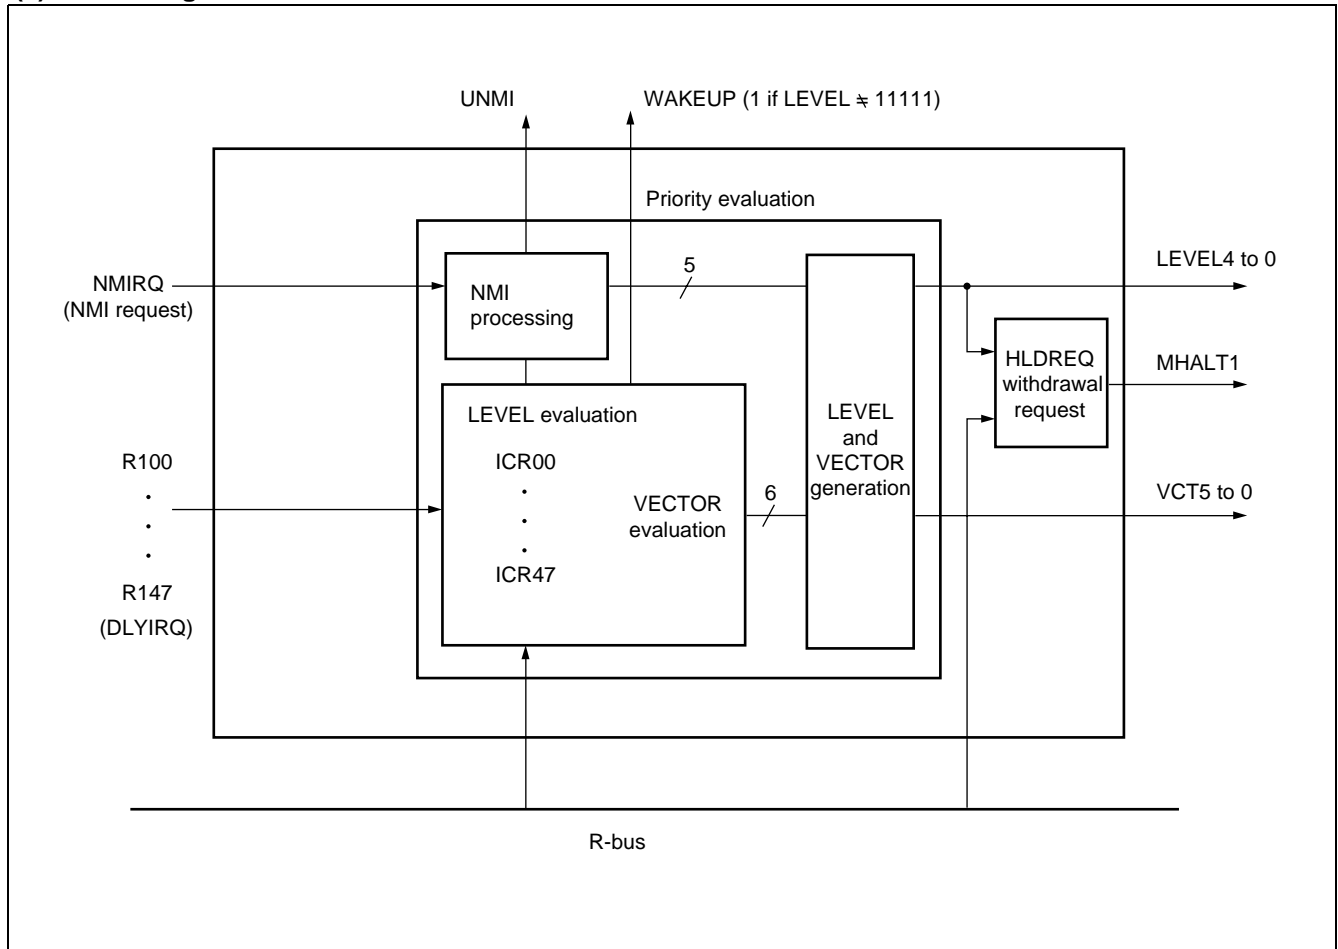 UNMI
WAKEUP (1 if LEVEL ≠ 11111)
Priority evaluation
NMIRQ
(NMI request)
NMI
processing
5
LEVEL4 to 0
HLDREQ
withdrawal
request
MHALT1
LEVEL evaluation
ICR00
ICR47
VECTOR
evaluation
6
LEVEL
and
VECTOR
generation
VCT5 to 0
R100
R147
(DLYIRQ)
R-bus